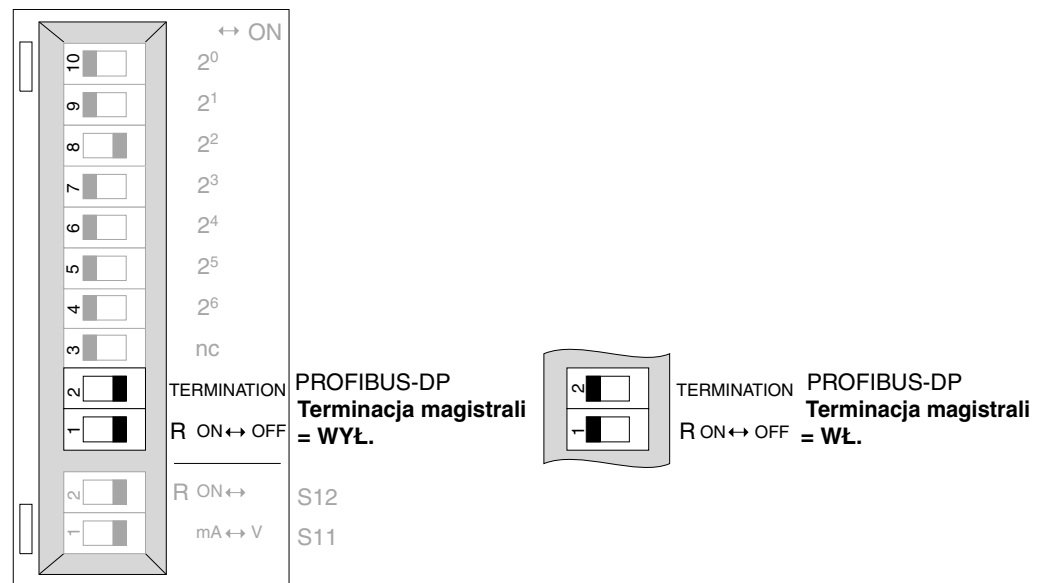 ↔ ON
10 2⁰
9 2¹
8 2²
7 2³
6 2⁴
5 2⁵
4 2⁶
3 nc
2 TERMINATION PROFIBUS-DP
Terminacja magistrali
1 R ON ↔ OFF = WYŁ.
2 R ON ↔ S12
1 mA ↔ V S11
2 TERMINATION PROFIBUS-DP
Terminacja magistrali
1 R ON ↔ OFF = WŁ.